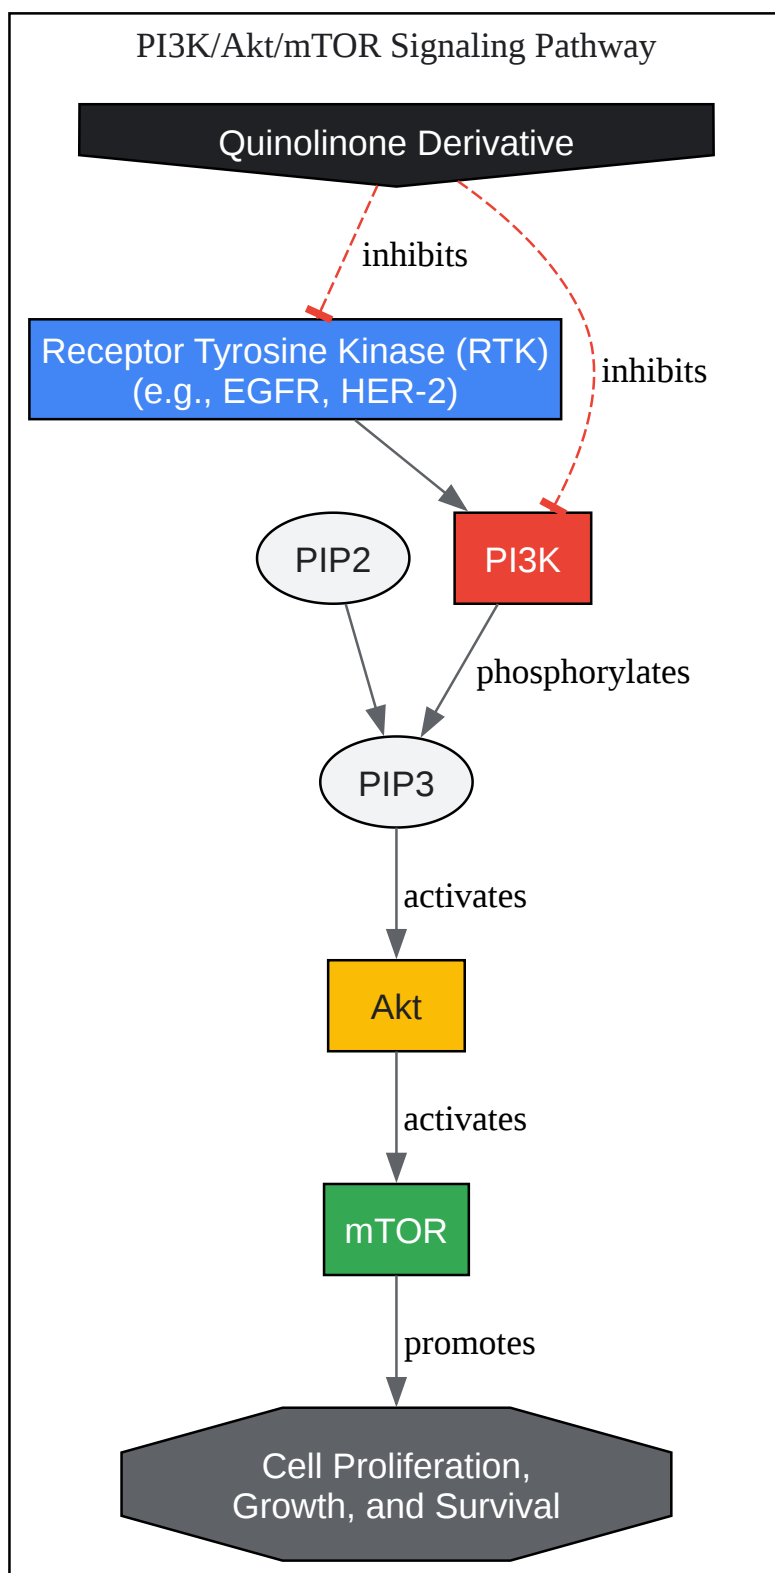 PI3K/Akt/mTOR Signaling Pathway
Quinolinone Derivative
inhibits
Receptor Tyrosine Kinase (RTK)
(e.g., EGFR, HER-2)
inhibits
PIP2
PI3K
phosphorylates
PIP3
activates
Akt
activates
mTOR
promotes
Cell Proliferation,
Growth, and Survival